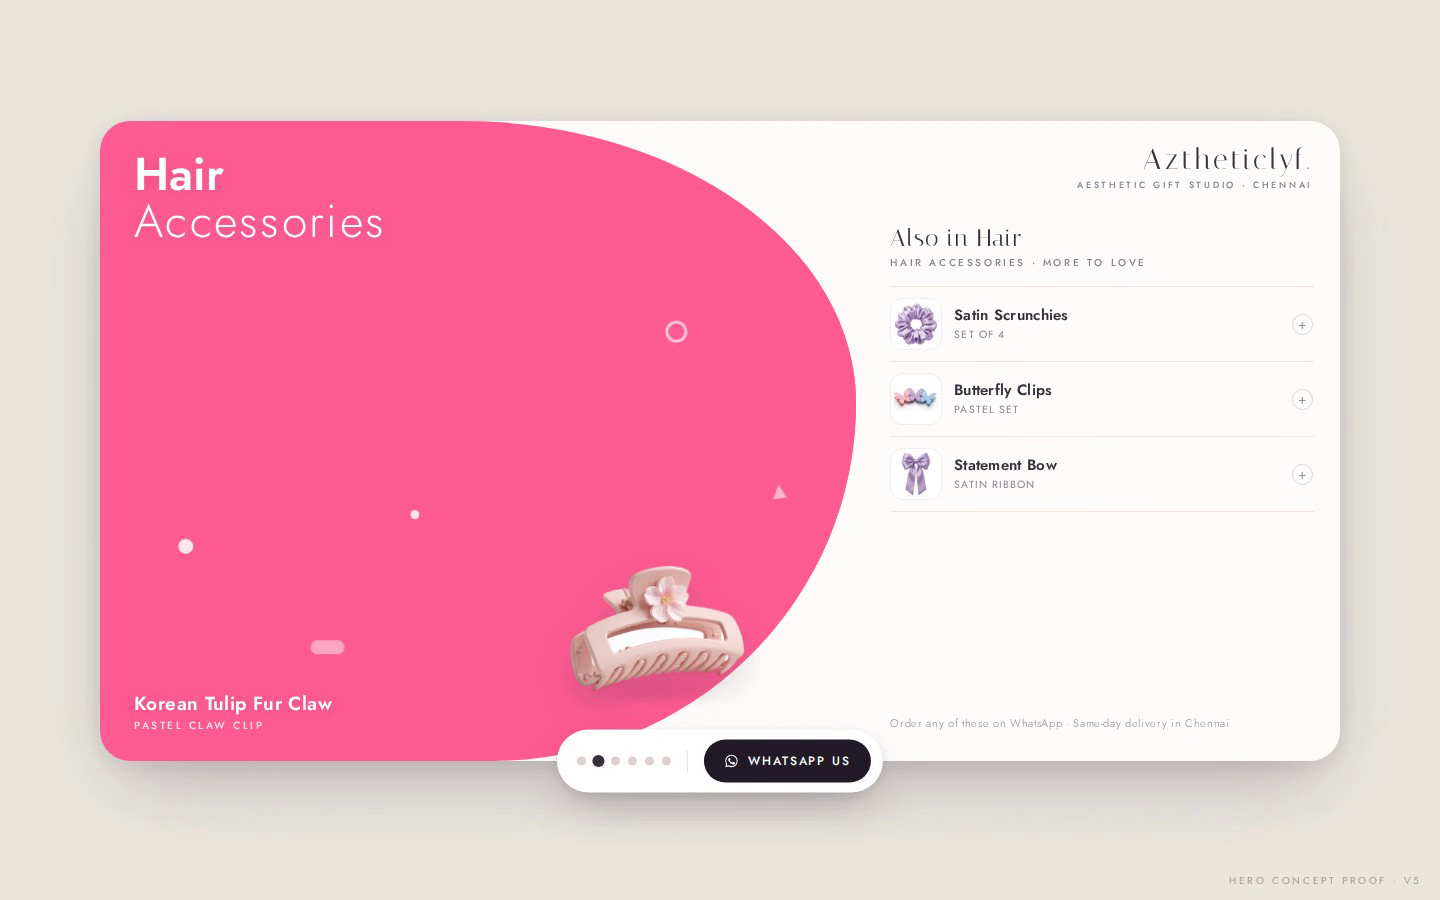 Hair
Accessories
Korean Tulip Fur Claw
PASTEL CLAW CLIP
Aztheticlyf.
AESTHETIC GIFT STUDIO · CHENNAI
Also in Hair
HAIR ACCESSORIES · MORE TO LOVE
Satin Scrunchies
SET OF 4
Butterfly Clips
PASTEL SET
Statement Bow
SATIN RIBBON
Order any of these on WhatsApp · Same-day delivery in Chennai
WHATSAPP US
HERO CONCEPT PROOF · V5